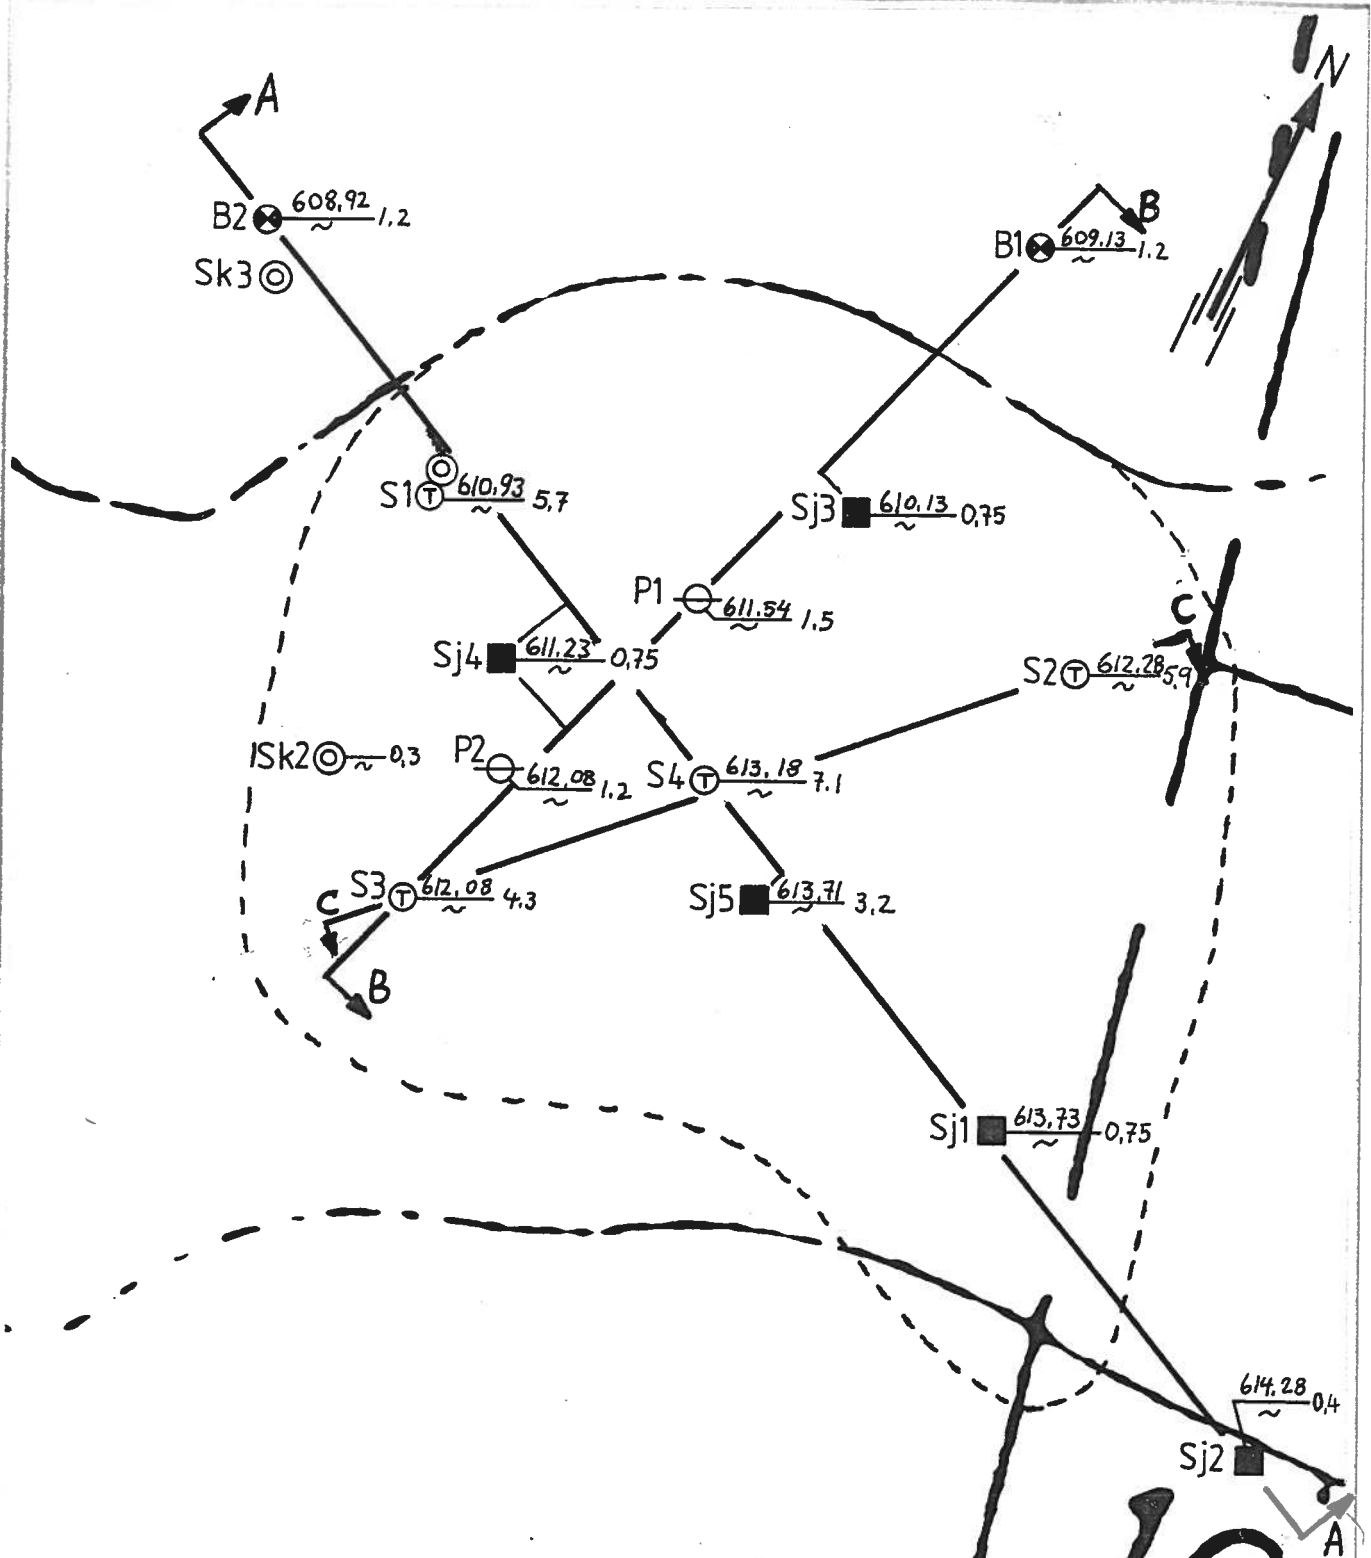 N
A
B2 608,92 1.2
Sk3
B
B1 609.13 1.2
S1 T 610,93 5,7
Sj3 610,13 0,75
P1 611.54 1.5
C
Sj4 611.23 0,75
S2 T 612.28 5,9
Sk2 0,3
P2 612,08 1.2
S4 T 613,18 7.1
S3 T 612,08 4.3
C
Sj5 613,71 3,2
B
Sj1 613,73 0,75
614.28 0,4
Sj2
A